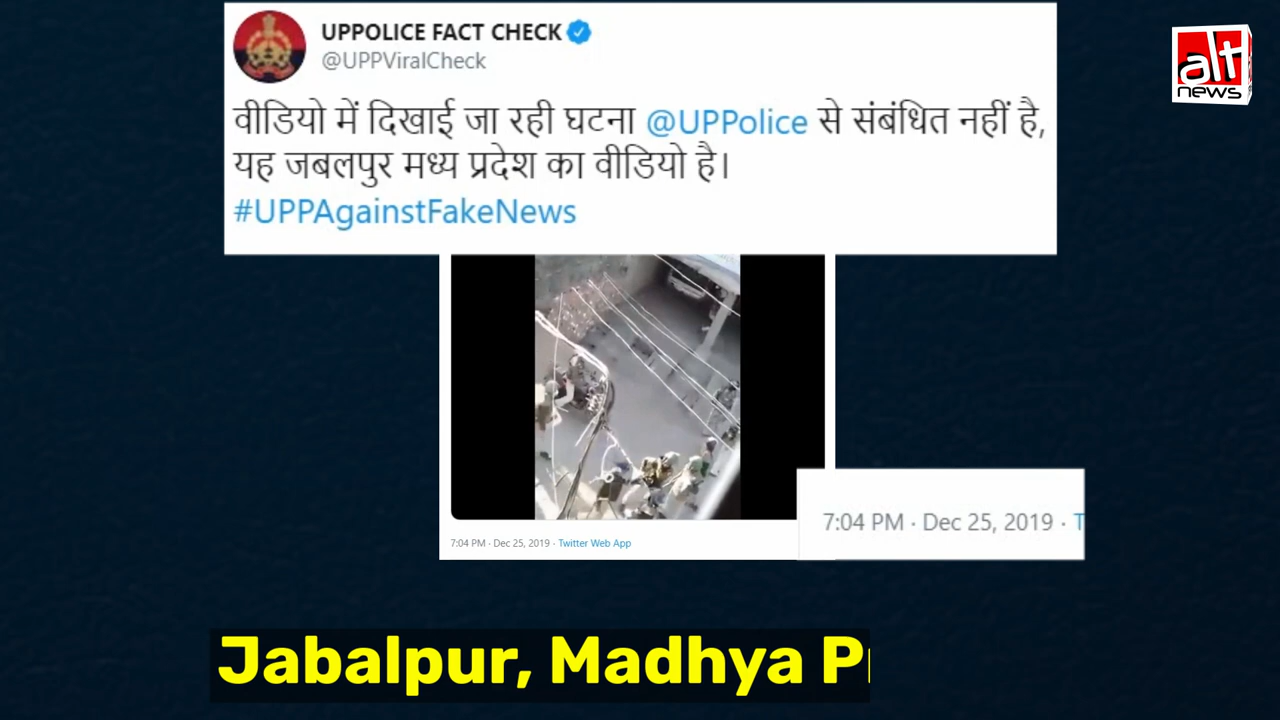 UPPOLICE FACT CHECK
@UPPViralCheck
वीडियो में दिखाई जा रही घटना @UPPolice से संबंधित नहीं है,
यह जबलपुर मध्य प्रदेश का वीडियो है।
#UPPAgainstFakeNews
alt
news
7:04 PM · Dec 25, 2019 · T
7:04 PM · Dec 25, 2019 · Twitter Web App
Jabalpur, Madhya P